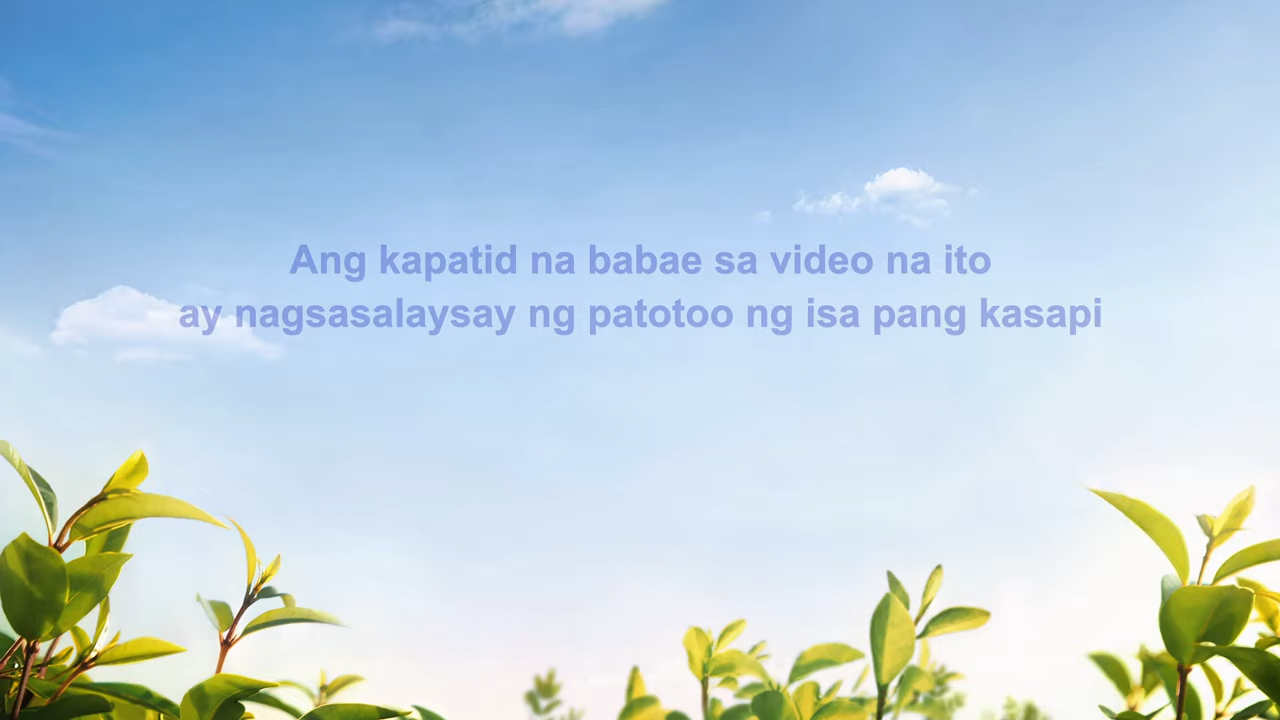 Ang kapatid na babae sa video na ito
ay nagsasalaysay ng patotoo ng isa pang kasapi